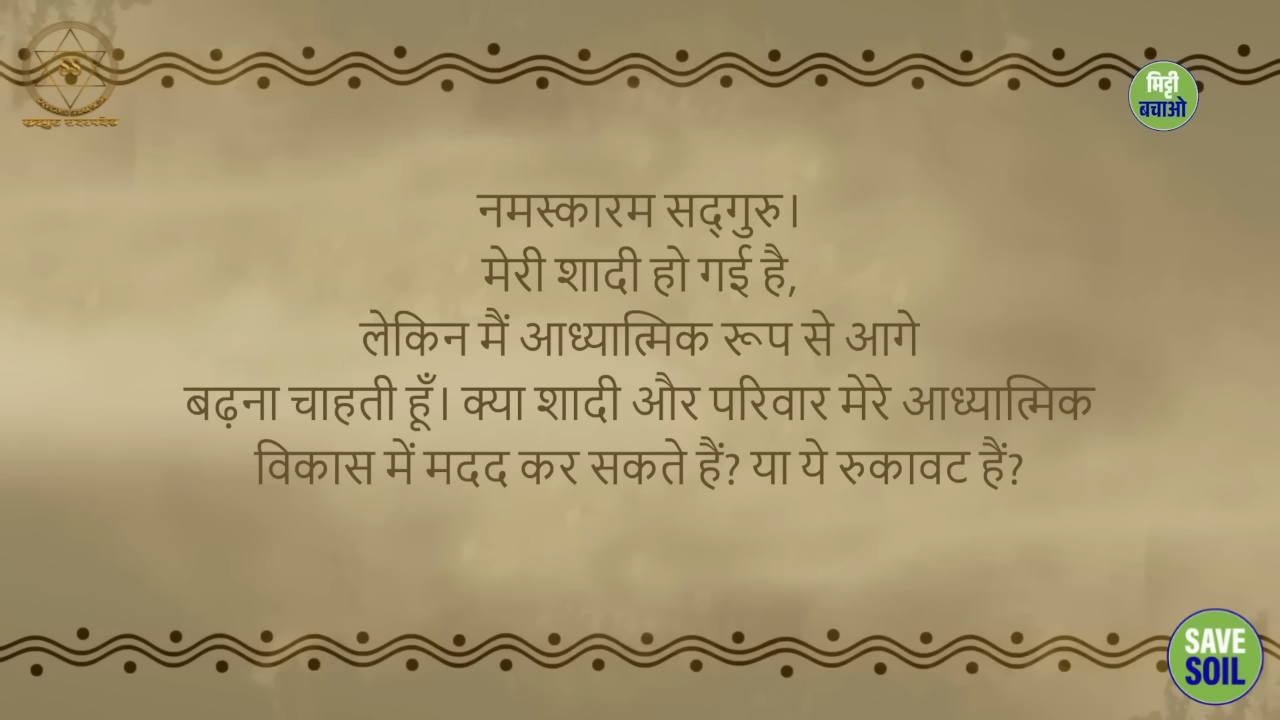 मिट्टी
बचाओ
नमस्कारम सद्‌गुरु।
मेरी शादी हो गई है,
लेकिन मैं आध्यात्मिक रूप से आगे
बढ़ना चाहती हूँ। क्या शादी और परिवार मेरे आध्यात्मिक
विकास में मदद कर सकते हैं? या ये रुकावट हैं?
SAVE
SOIL